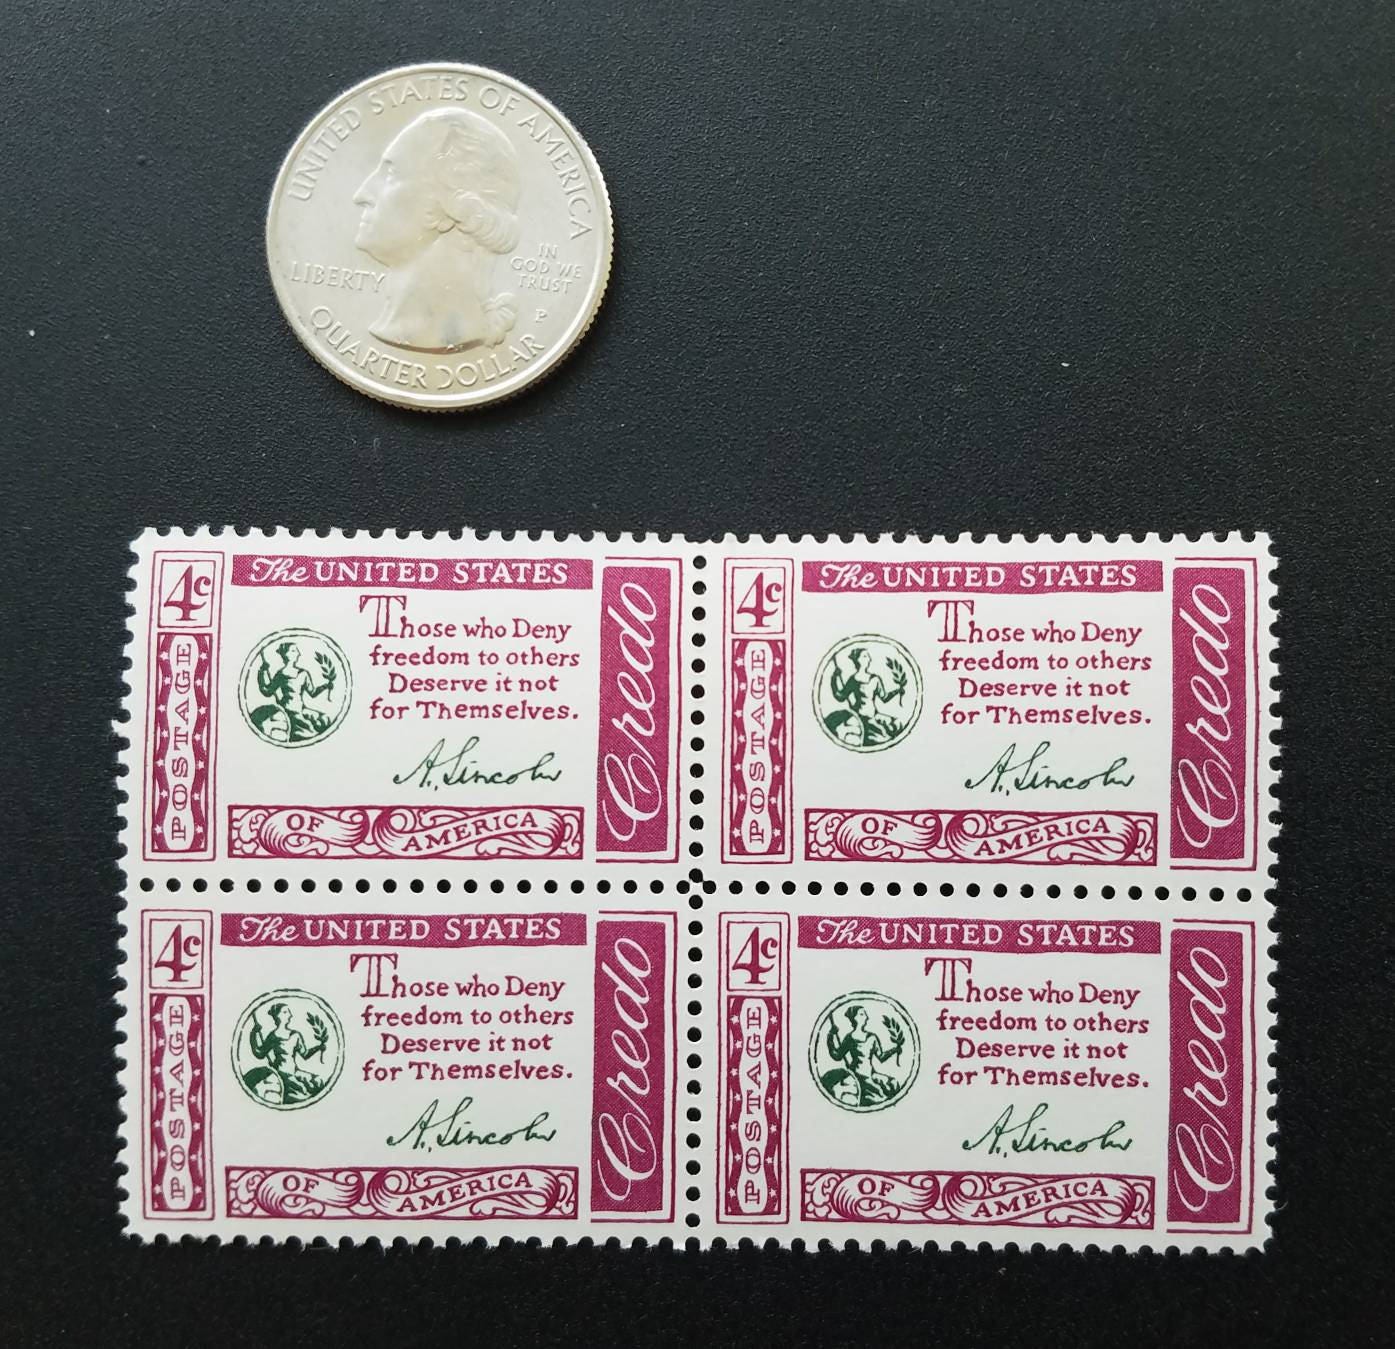 UNITED STATES OF AMERICA
LIBERTY
IN
GOD WE
TRUST
P
QUARTER DOLLAR
4c
The UNITED STATES
POSTAGE
Those who Deny
freedom to others
Deserve it not
for Themselves.
A. Lincoln
OF AMERICA
Credo
4c
The UNITED STATES
POSTAGE
Those who Deny
freedom to others
Deserve it not
for Themselves.
A. Lincoln
OF AMERICA
Credo
4c
The UNITED STATES
POSTAGE
Those who Deny
freedom to others
Deserve it not
for Themselves.
A. Lincoln
OF AMERICA
Credo
4c
The UNITED STATES
POSTAGE
Those who Deny
freedom to others
Deserve it not
for Themselves.
A. Lincoln
OF AMERICA
Credo